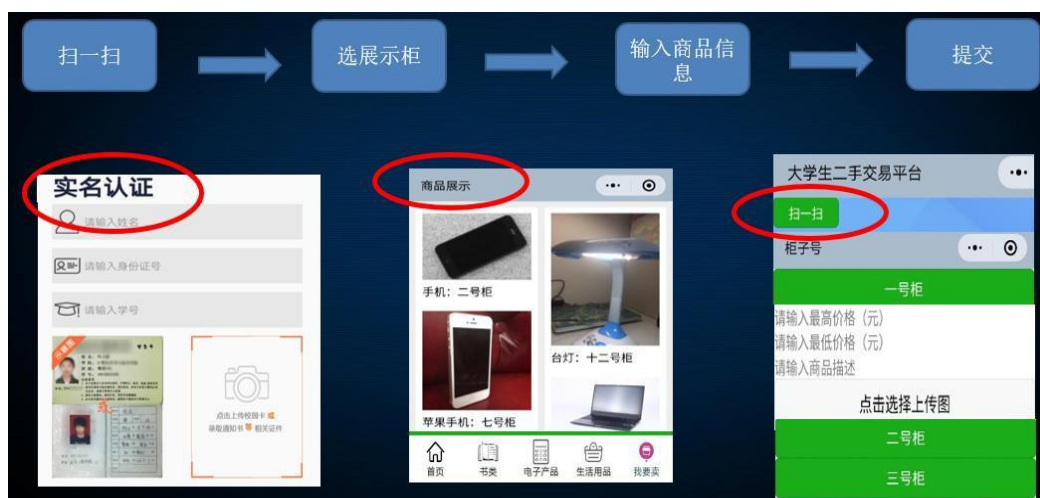 扫一扫
选展示柜
输入商品信
息
提交
实名认证
请输入姓名
请输入身份证号
请输入学号
点击上传校园卡 或
录取通知书 等 相关证件
商品展示
手机：二号柜
苹果手机：七号柜
台灯：十二号柜
首页
书类
电子产品
生活用品
我要卖
大学生二手交易平台
扫一扫
柜子号
一号柜
请输入最高价格（元）
请输入最低价格（元）
请输入商品描述
点击选择上传图
二号柜
三号柜